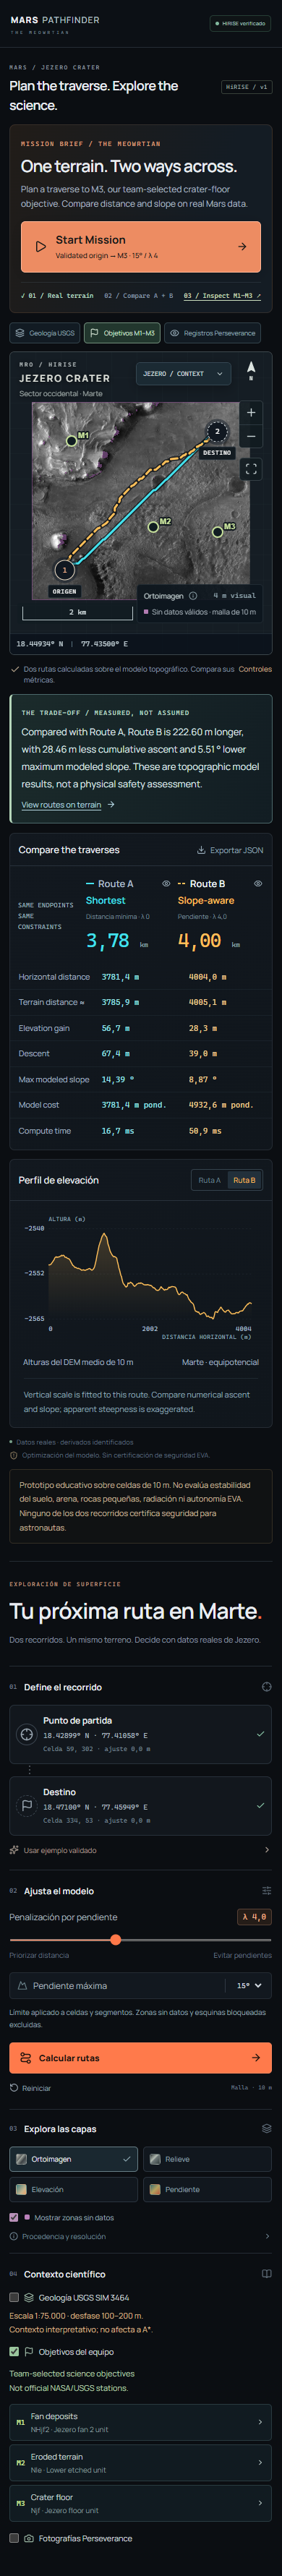 MARS PATHFINDER
THE MEOWRTIAN
HiRISE verificado
MARS / JEZERO CRATER
Plan the traverse. Explore the
science.
HiRISE / v1
MISSION BRIEF / THE MEOWRTIAN
One terrain. Two ways across.
Plan a traverse to M3, our team-selected crater-floor
objective. Compare distance and slope on real Mars data.
Start Mission
Validated origin → M3 · 15° / λ 4
✓ 01 / Real terrain
02 / Compare A + B
03 / Inspect M1–M3 ↗
Geología USGS
Objetivos M1–M3
Registros Perseverance
MRO / HIRISE
JEZERO CRATER
Sector occidental · Marte
JEZERO / CONTEXT
N
M1
2
DESTINO
M2
M3
1
ORIGEN
2 km
Ortoimagen
4 m visual
Sin datos válidos · malla de 10 m
18.44934° N | 77.43500° E
Dos rutas calculadas sobre el modelo topográfico. Compara sus
métricas.
Controles
THE TRADE-OFF / MEASURED, NOT ASSUMED
Compared with Route A, Route B is 222.60 m longer,
with 28.46 m less cumulative ascent and 5.51° lower
maximum modeled slope. These are topographic model
results, not a physical safety assessment.
View routes on terrain →
Compare the traverses
Exportar JSON
SAME ENDPOINTS
SAME
CONSTRAINTS
Route A
Shortest
Distancia mínima · λ 0
3,78 km
Route B
Slope-aware
Pendiente · λ 4,0
4,00 km
Horizontal distance 3781,4 m 4004,0 m
Terrain distance ≈ 3785,9 m 4005,1 m
Elevation gain 56,7 m 28,3 m
Descent 67,4 m 39,0 m
Max modeled slope 14,39 ° 8,87 °
Model cost 3781,4 m pond. 4932,6 m pond.
Compute time 16,7 ms 50,9 ms
Perfil de elevación
Ruta A
Ruta B
ALTURA (m)
−2540
−2552
−2565
0
2002
4004
DISTANCIA HORIZONTAL (m)
Alturas del DEM medio de 10 m
Marte · equipotencial
Vertical scale is fitted to this route. Compare numerical ascent
and slope; apparent steepness is exaggerated.
Datos reales · derivados identificados
Optimización del modelo. Sin certificación de seguridad EVA.
Prototipo educativo sobre celdas de 10 m. No evalúa estabilidad
del suelo, arena, rocas pequeñas, radiación ni autonomía EVA.
Ninguno de los dos recorridos certifica seguridad para
astronautas.
EXPLORACIÓN DE SUPERFICIE
Tu próxima ruta en Marte.
Dos recorridos. Un mismo terreno. Decide con datos reales de Jezero.
01 Define el recorrido
Punto de partida
18.42899° N · 77.41058° E
Celda 59, 302 · ajuste 0,0 m
Destino
18.47100° N · 77.45949° E
Celda 334, 53 · ajuste 0,0 m
Usar ejemplo validado
02 Ajusta el modelo
Penalización por pendiente
λ 4,0
Priorizar distancia
Evitar pendientes
Pendiente máxima
15°
Límite aplicado a celdas y segmentos. Zonas sin datos y esquinas bloqueadas
excluidas.
Calcular rutas
Reiniciar
Malla · 10 m
03 Explora las capas
Ortoimagen
Relieve
Elevación
Pendiente
Mostrar zonas sin datos
Procedencia y resolución
04 Contexto científico
Geología USGS SIM 3464
Escala 1:75.000 · desfase 100–200 m.
Contexto interpretativo; no afecta a A*.
Objetivos del equipo
Team-selected science objectives
Not official NASA/USGS stations.
M1 Fan deposits
NHjf2 · Jezero fan 2 unit
M2 Eroded terrain
Nle · Lower etched unit
M3 Crater floor
Njf · Jezero floor unit
Fotografías Perseverance